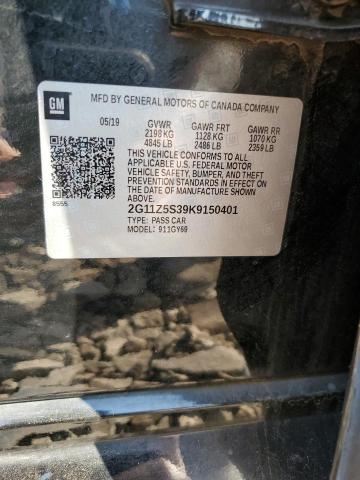 GM
MFD BY GENERAL MOTORS OF CANADA COMPANY
05/19 GVWR GAWR FRT GAWR RR
2198 KG 1128 KG 1070 KG
4845 LB 2486 LB 2359 LB
THIS VEHICLE CONFORMS TO ALL
APPLICABLE U.S. FEDERAL MOTOR
VEHICLE SAFETY, BUMPER, AND THEFT
PREVENTION STANDARDS IN EFFECT ON
THE DATE OF MANUFACTURE SHOWN
ABOVE.
8555 2G11Z5S39K9150401
TYPE: PASS CAR
MODEL: 911GY69